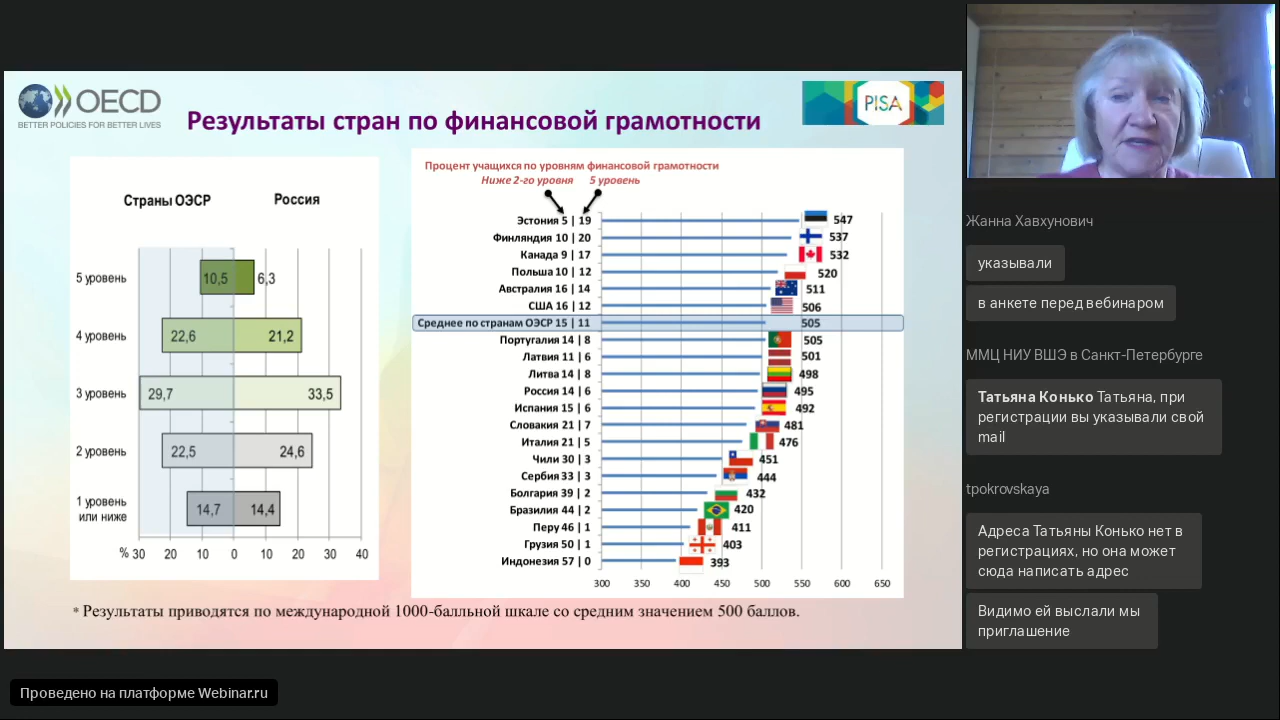 OECD
BETTER POLICIES FOR BETTER LIVES
Результаты стран по финансовой грамотности
PISA
Страны ОЭСР
Россия
5 уровень
10,5
6,3
4 уровень
22,6
21,2
3 уровень
29,7
33,5
2 уровень
22,5
24,6
1 уровень
или ниже
14,7
14,4
% 30 20 10 0 10 20 30 40
Процент учащихся по уровням финансовой грамотности
Ниже 2-го уровня 5 уровень
Эстония 5 | 19 547
Финляндия 10 | 20 537
Канада 9 | 17 532
Польша 10 | 12 520
Австралия 16 | 14 511
США 16 | 12 506
Среднее по странам ОЭСР 15 | 11 505
Португалия 14 | 8 505
Латвия 11 | 6 501
Литва 14 | 8 498
Россия 14 | 6 495
Испания 15 | 6 492
Словакия 21 | 7 481
Италия 21 | 5 476
Чили 30 | 3 451
Сербия 33 | 3 444
Болгария 39 | 2 432
Бразилия 44 | 2 420
Перу 46 | 1 411
Грузия 50 | 1 403
Индонезия 57 | 0 393
300 350 400 450 500 550 600 650
* Результаты приводятся по международной 1000-балльной шкале со средним значением 500 баллов.
Проведено на платформе Webinar.ru
Жанна Хавхунович
указывали
в анкете перед вебинаром
ММЦ НИУ ВШЭ в Санкт-Петербурге
Татьяна Конько Татьяна, при
регистрации вы указывали свой
mail
tpokrovskaya
Адреса Татьяны Конько нет в
регистрациях, но она может
сюда написать адрес
Видимо ей выслали мы
приглашение